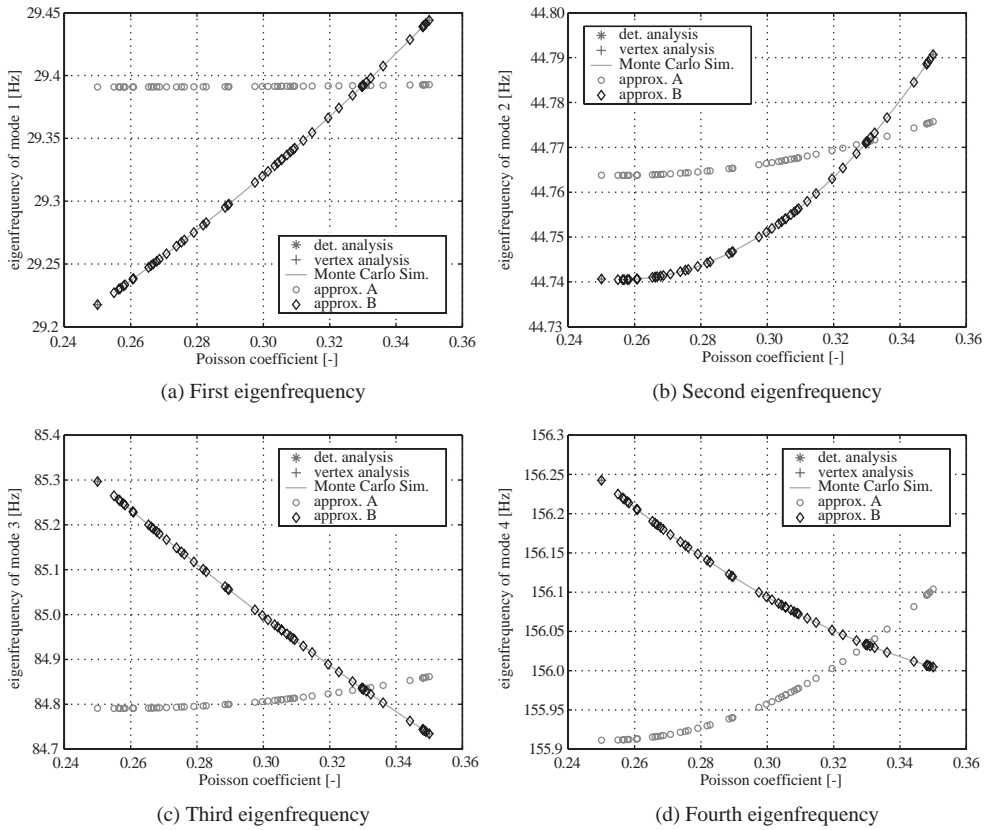 29.45
29.4
29.35
29.3
29.25
29.2
0.24
0.26
0.28
0.30
0.32
0.34
0.36
eigenfrequency of mode 1 [Hz]
Poisson coefficient [-]
det. analysis
vertex analysis
Monte Carlo Sim.
approx. A
approx. B
(a) First eigenfrequency
44.80
44.79
44.78
44.77
44.76
44.75
44.74
44.73
0.24
0.26
0.28
0.30
0.32
0.34
0.36
eigenfrequency of mode 2 [Hz]
Poisson coefficient [-]
det. analysis
vertex analysis
Monte Carlo Sim.
approx. A
approx. B
(b) Second eigenfrequency
85.4
85.3
85.2
85.1
85.0
84.9
84.8
84.7
0.24
0.26
0.28
0.30
0.32
0.34
0.36
eigenfrequency of mode 3 [Hz]
Poisson coefficient [-]
det. analysis
vertex analysis
Monte Carlo Sim.
approx. A
approx. B
(c) Third eigenfrequency
156.3
156.25
156.2
156.15
156.1
156.05
156.0
155.95
155.9
0.24
0.26
0.28
0.30
0.32
0.34
0.36
eigenfrequency of mode 4 [Hz]
Poisson coefficient [-]
det. analysis
vertex analysis
Monte Carlo Sim.
approx. A
approx. B
(d) Fourth eigenfrequency